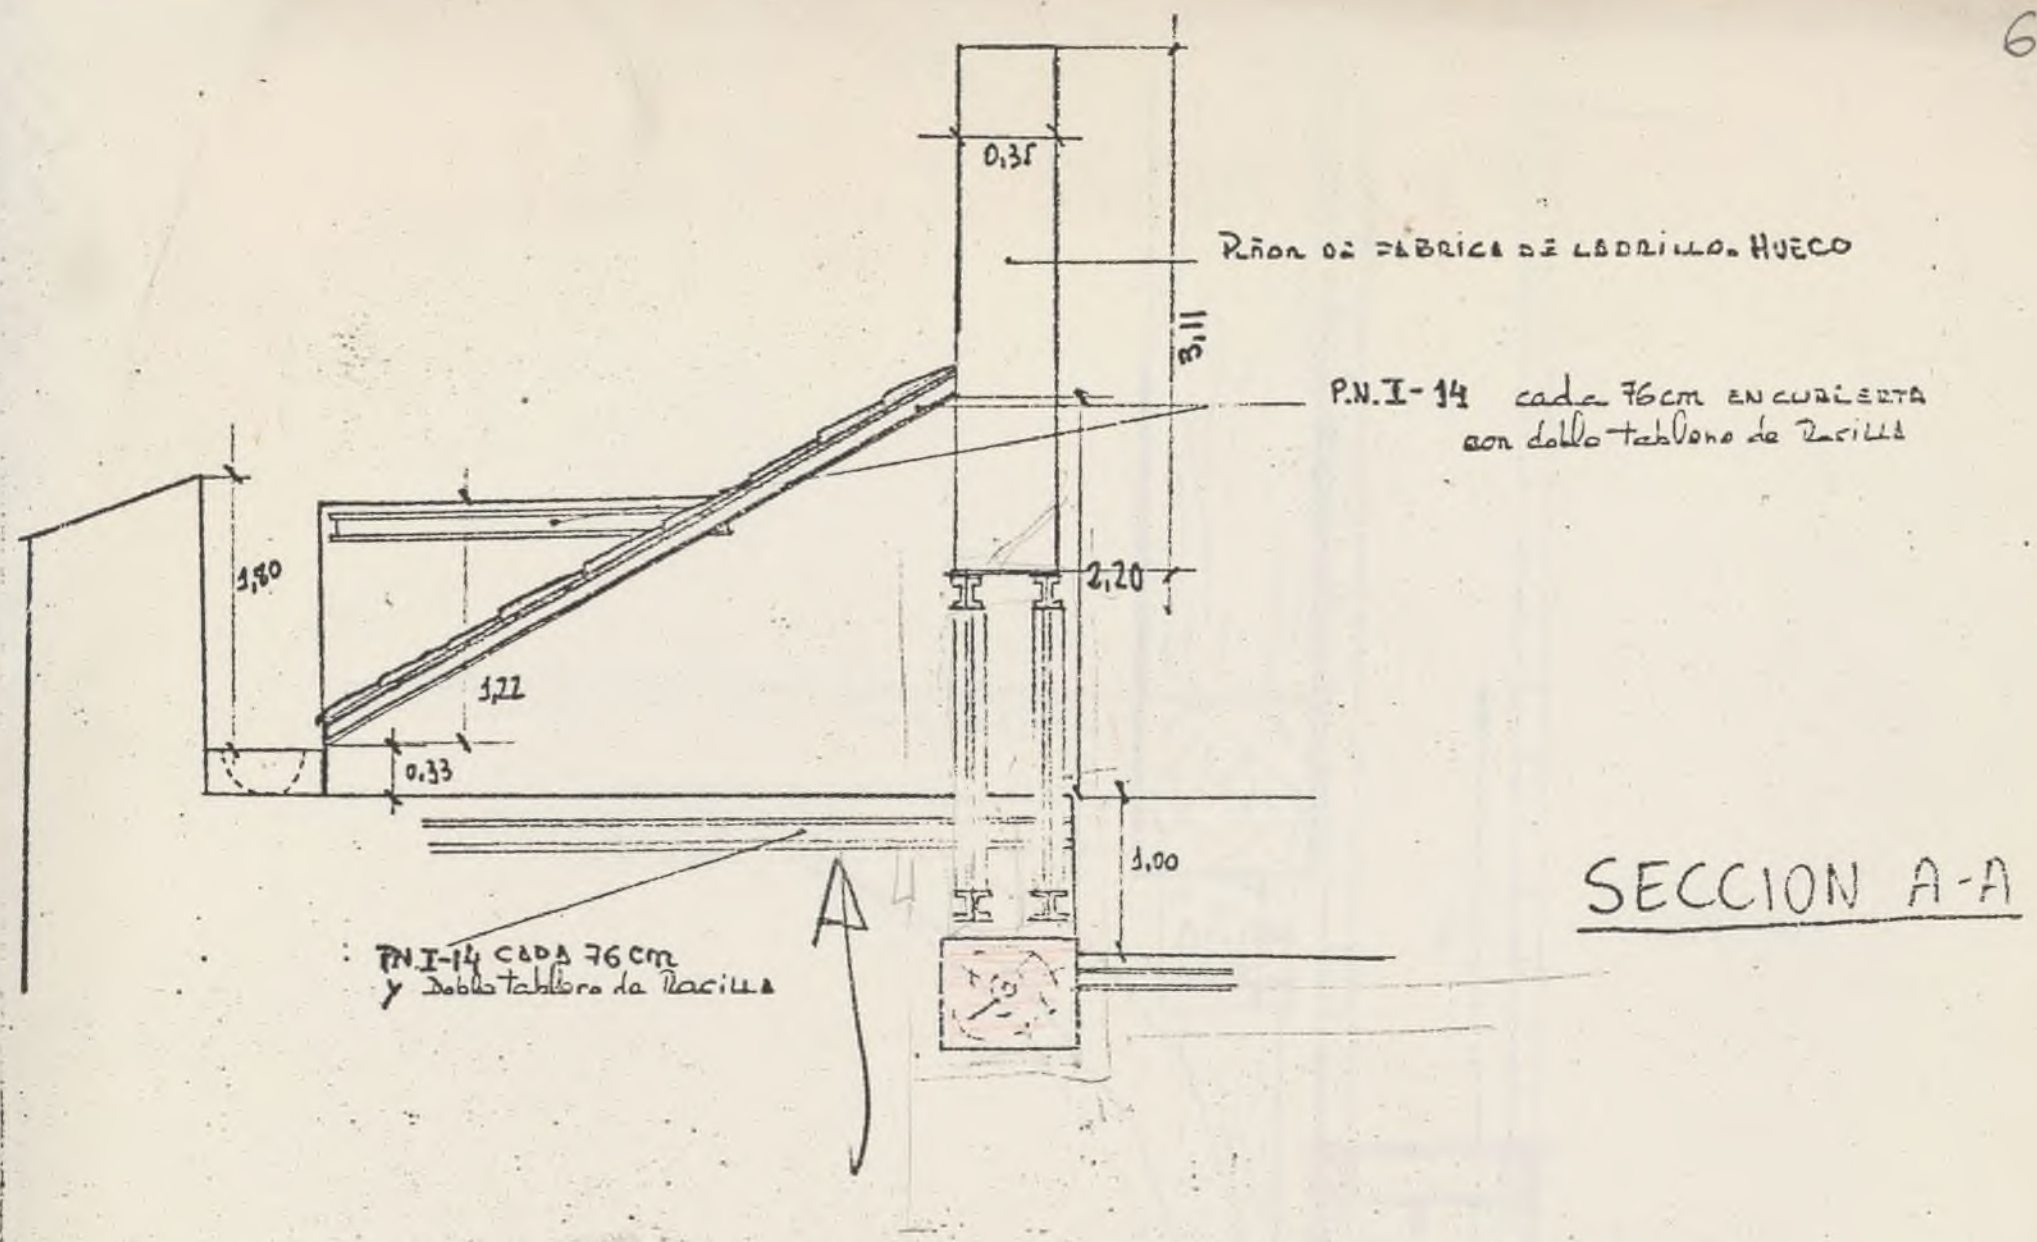 6
0,35
Piñon DE FABRICA DE LADRILLO. HUECO
3,11
P.N.I-14 cada 76cm EN CUBIERTA
con doble tablero de Racilla
1,80
2,20
1,22
0,33
1,00
SECCION A-A
P.N.I-14 CADA 76 cm
y Doble tablero de Racilla